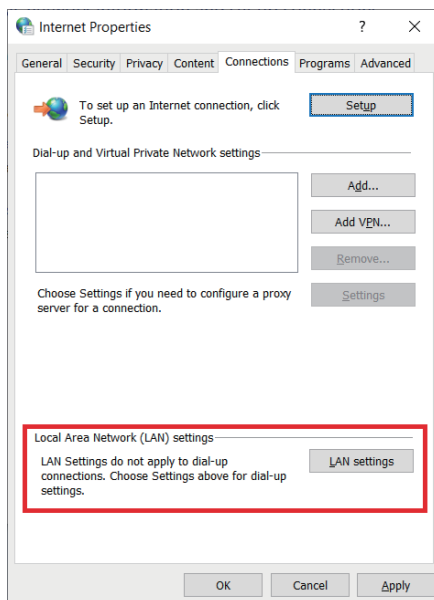 Internet Properties
?
General Security Privacy Content Connections Programs Advanced
To set up an Internet connection, click
Setup.
Setup
Dial-up and Virtual Private Network settings
Add...
Add VPN...
Remove...
Choose Settings if you need to configure a proxy
server for a connection.
Settings
Local Area Network (LAN) settings
LAN Settings do not apply to dial-up
connections. Choose Settings above for dial-up
settings.
LAN settings
OK Cancel Apply